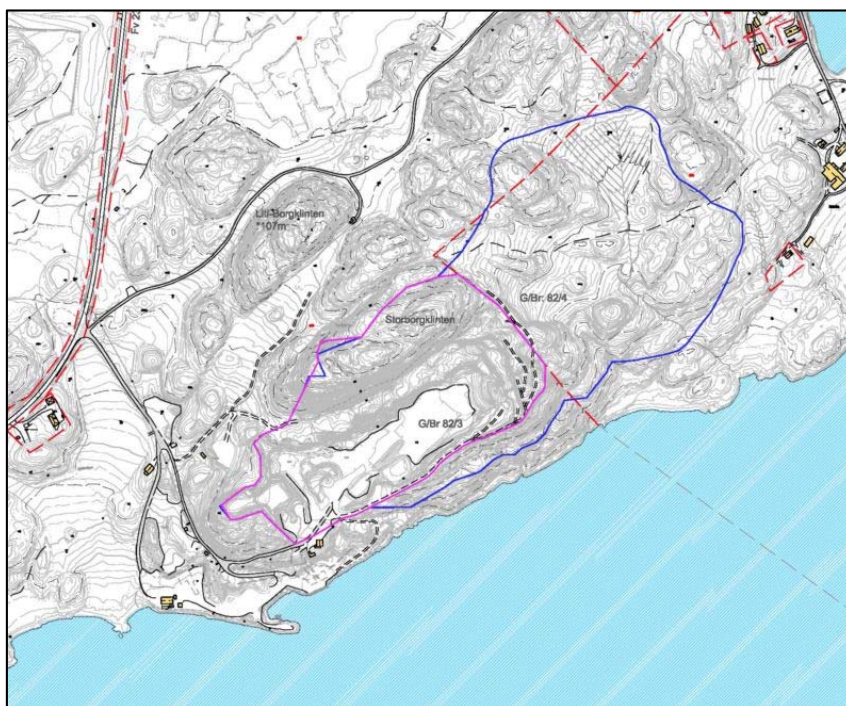 Litl-Borgklinten
*107m
G/Br: 82/4
Storborgklinten
G/Br 82/3